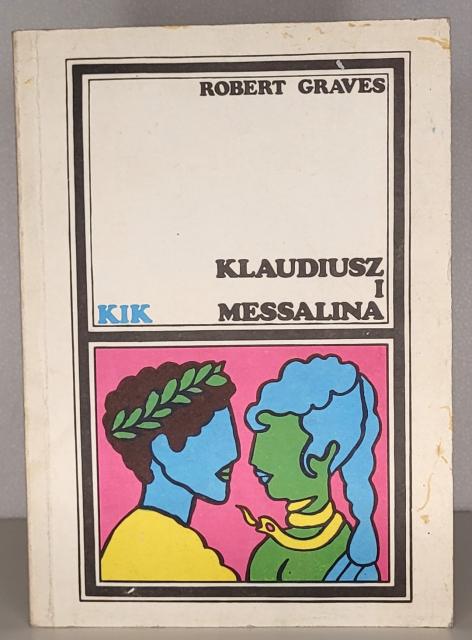 ROBERT GRAVES
KLAUDIUSZ
I
KIK MESSALINA